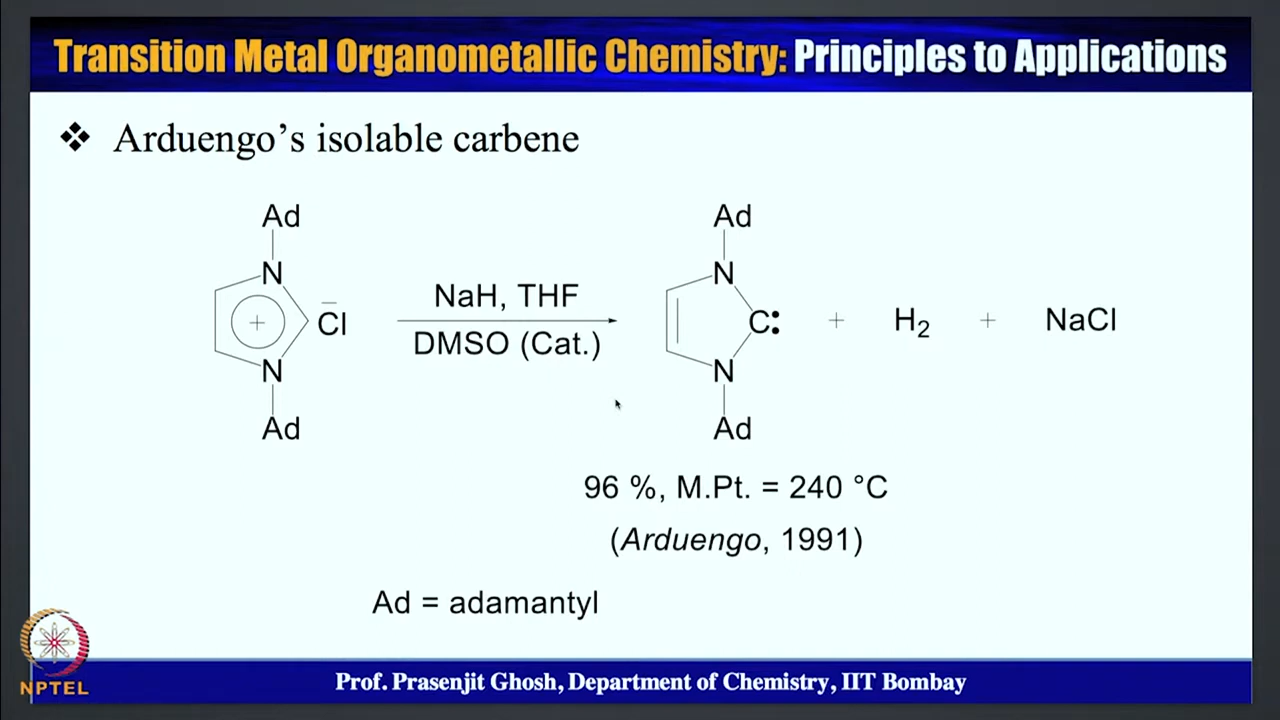 Transition Metal Organometallic Chemistry: Principles to Applications
❖ Arduengo's isolable carbene
Ad
N
+
N
Ad
Cl
–
NaH, THF
DMSO (Cat.)
Ad
N
C:
N
Ad
+
H₂
+
NaCl
96 %, M.Pt. = 240 °C
(Arduengo, 1991)
Ad = adamantyl
NPTEL
Prof. Prasenjit Ghosh, Department of Chemistry, IIT Bombay